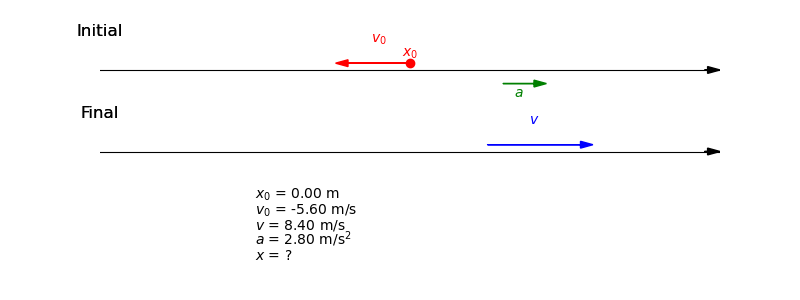 Initial
v₀
x₀
a
Final
v
x₀ = 0.00 m
v₀ = -5.60 m/s
v = 8.40 m/s
a = 2.80 m/s²
x = ?